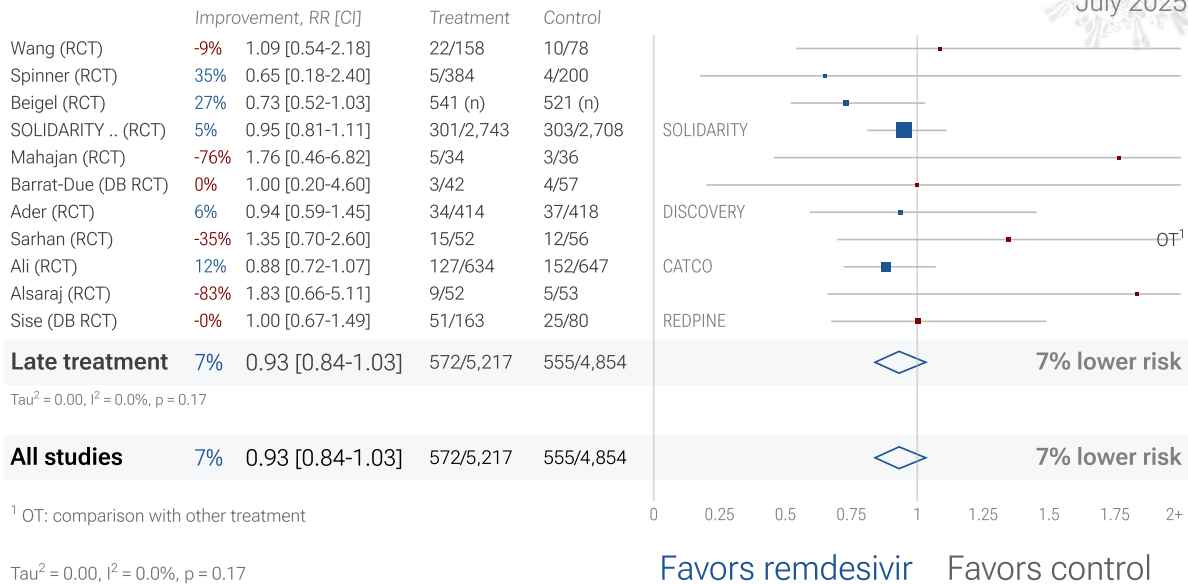 July 2025
Improvement, RR [CI] Treatment Control
Wang (RCT) -9% 1.09 [0.54-2.18] 22/158 10/78
Spinner (RCT) 35% 0.65 [0.18-2.40] 5/384 4/200
Beigel (RCT) 27% 0.73 [0.52-1.03] 541 (n) 521 (n)
SOLIDARITY .. (RCT) 5% 0.95 [0.81-1.11] 301/2,743 303/2,708 SOLIDARITY
Mahajan (RCT) -76% 1.76 [0.46-6.82] 5/34 3/36
Barrat-Due (DB RCT) 0% 1.00 [0.20-4.60] 3/42 4/57
Ader (RCT) 6% 0.94 [0.59-1.45] 34/414 37/418 DISCOVERY
Sarhan (RCT) -35% 1.35 [0.70-2.60] 15/52 12/56 OT¹
Ali (RCT) 12% 0.88 [0.72-1.07] 127/634 152/647 CATCO
Alsaraj (RCT) -83% 1.83 [0.66-5.11] 9/52 5/53
Sise (DB RCT) -0% 1.00 [0.67-1.49] 51/163 25/80 REDPINE
Late treatment 7% 0.93 [0.84-1.03] 572/5,217 555/4,854 7% lower risk
Tau² = 0.00, I² = 0.0%, p = 0.17
All studies 7% 0.93 [0.84-1.03] 572/5,217 555/4,854 7% lower risk
¹ OT: comparison with other treatment
0 0.25 0.5 0.75 1 1.25 1.5 1.75 2+
Tau² = 0.00, I² = 0.0%, p = 0.17
Favors remdesivir Favors control